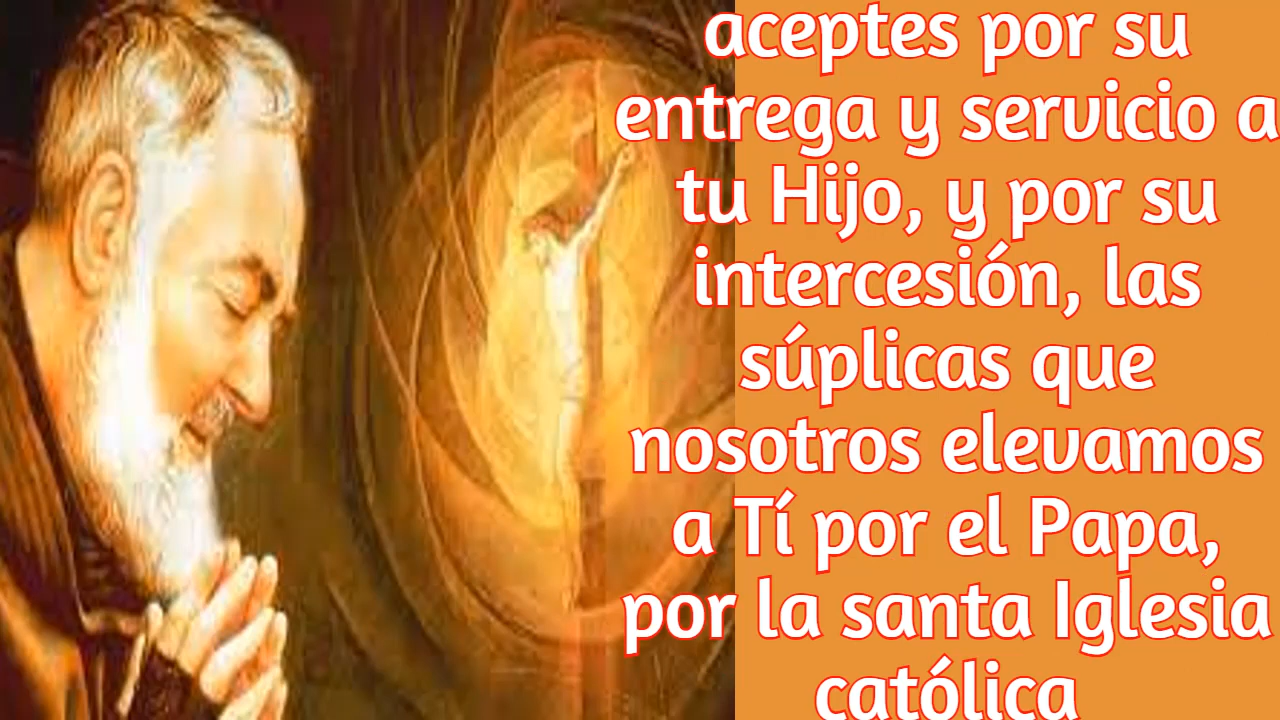 aceptes por su
entrega y servicio a
tu Hijo, y por su
intercesión, las
súplicas que
nosotros elevamos
a Tí por el Papa,
por la santa Iglesia
católica